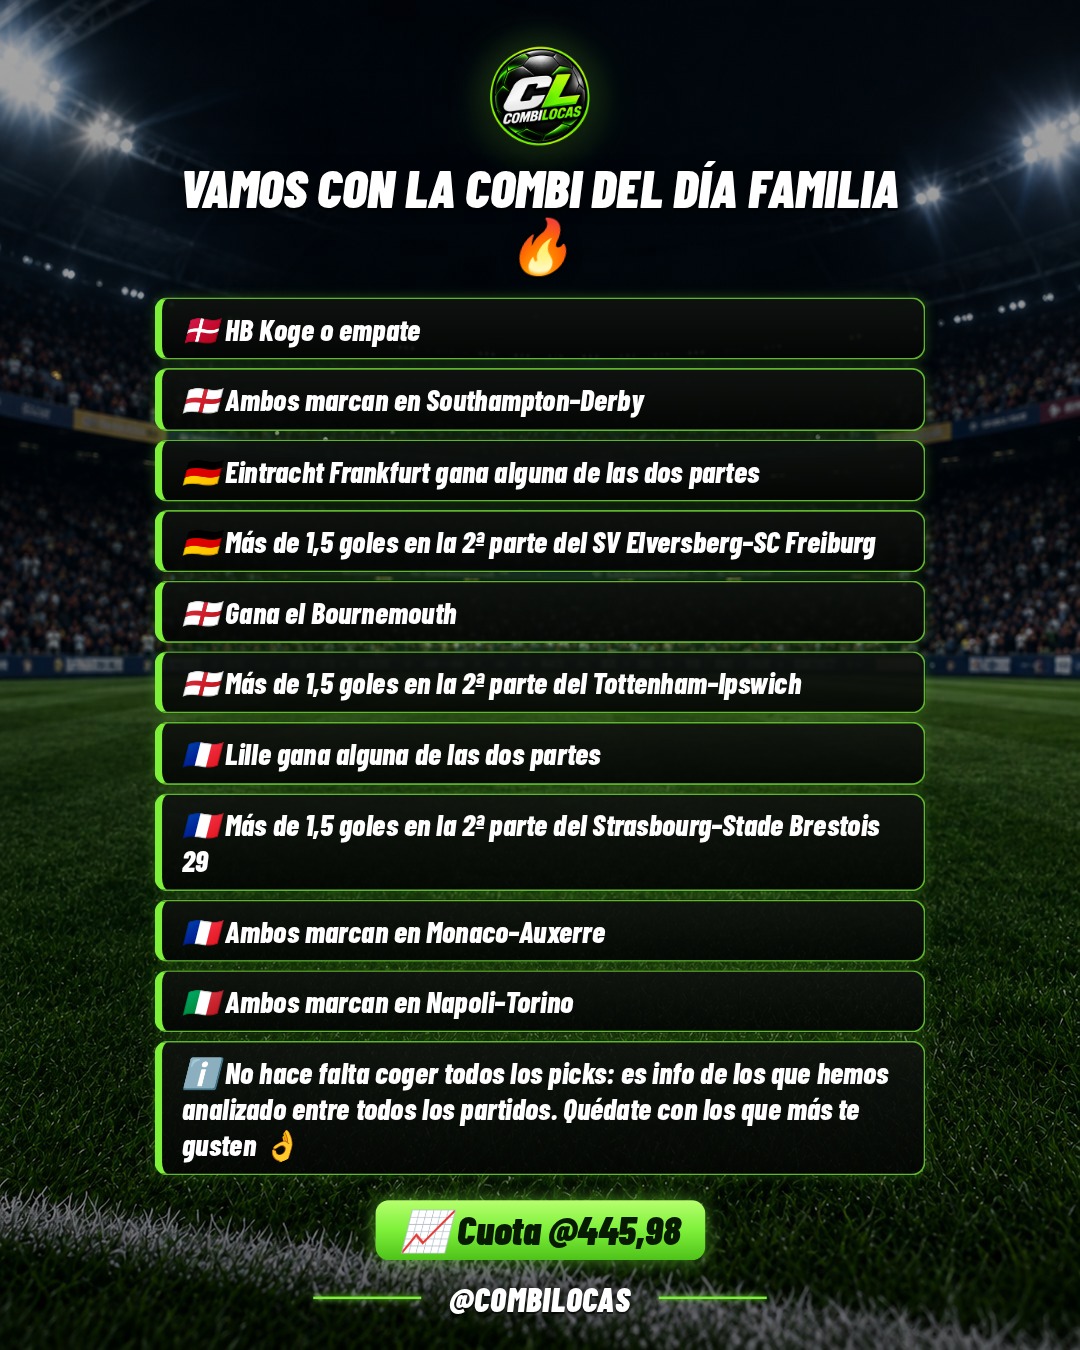 CL
COMBILOCAS
VAMOS CON LA COMBI DEL DÍA FAMILIA
🔥
🇩🇰 HB Koge o empate
🏴󠁧󠁢󠁥󠁮󠁧󠁿 Ambos marcan en Southampton-Derby
🇩🇪 Eintracht Frankfurt gana alguna de las dos partes
🇩🇪 Más de 1,5 goles en la 2ª parte del SV Elversberg-SC Freiburg
🏴󠁧󠁢󠁥󠁮󠁧󠁿 Gana el Bournemouth
🏴󠁧󠁢󠁥󠁮󠁧󠁿 Más de 1,5 goles en la 2ª parte del Tottenham-Ipswich
🇫🇷 Lille gana alguna de las dos partes
🇫🇷 Más de 1,5 goles en la 2ª parte del Strasbourg-Stade Brestois
29
🇫🇷 Ambos marcan en Monaco-Auxerre
🇮🇹 Ambos marcan en Napoli-Torino
ℹ️ No hace falta coger todos los picks: es info de los que hemos
analizado entre todos los partidos. Quédate con los que más te
gusten 👌
📈 Cuota @445,98
@COMBILOCAS